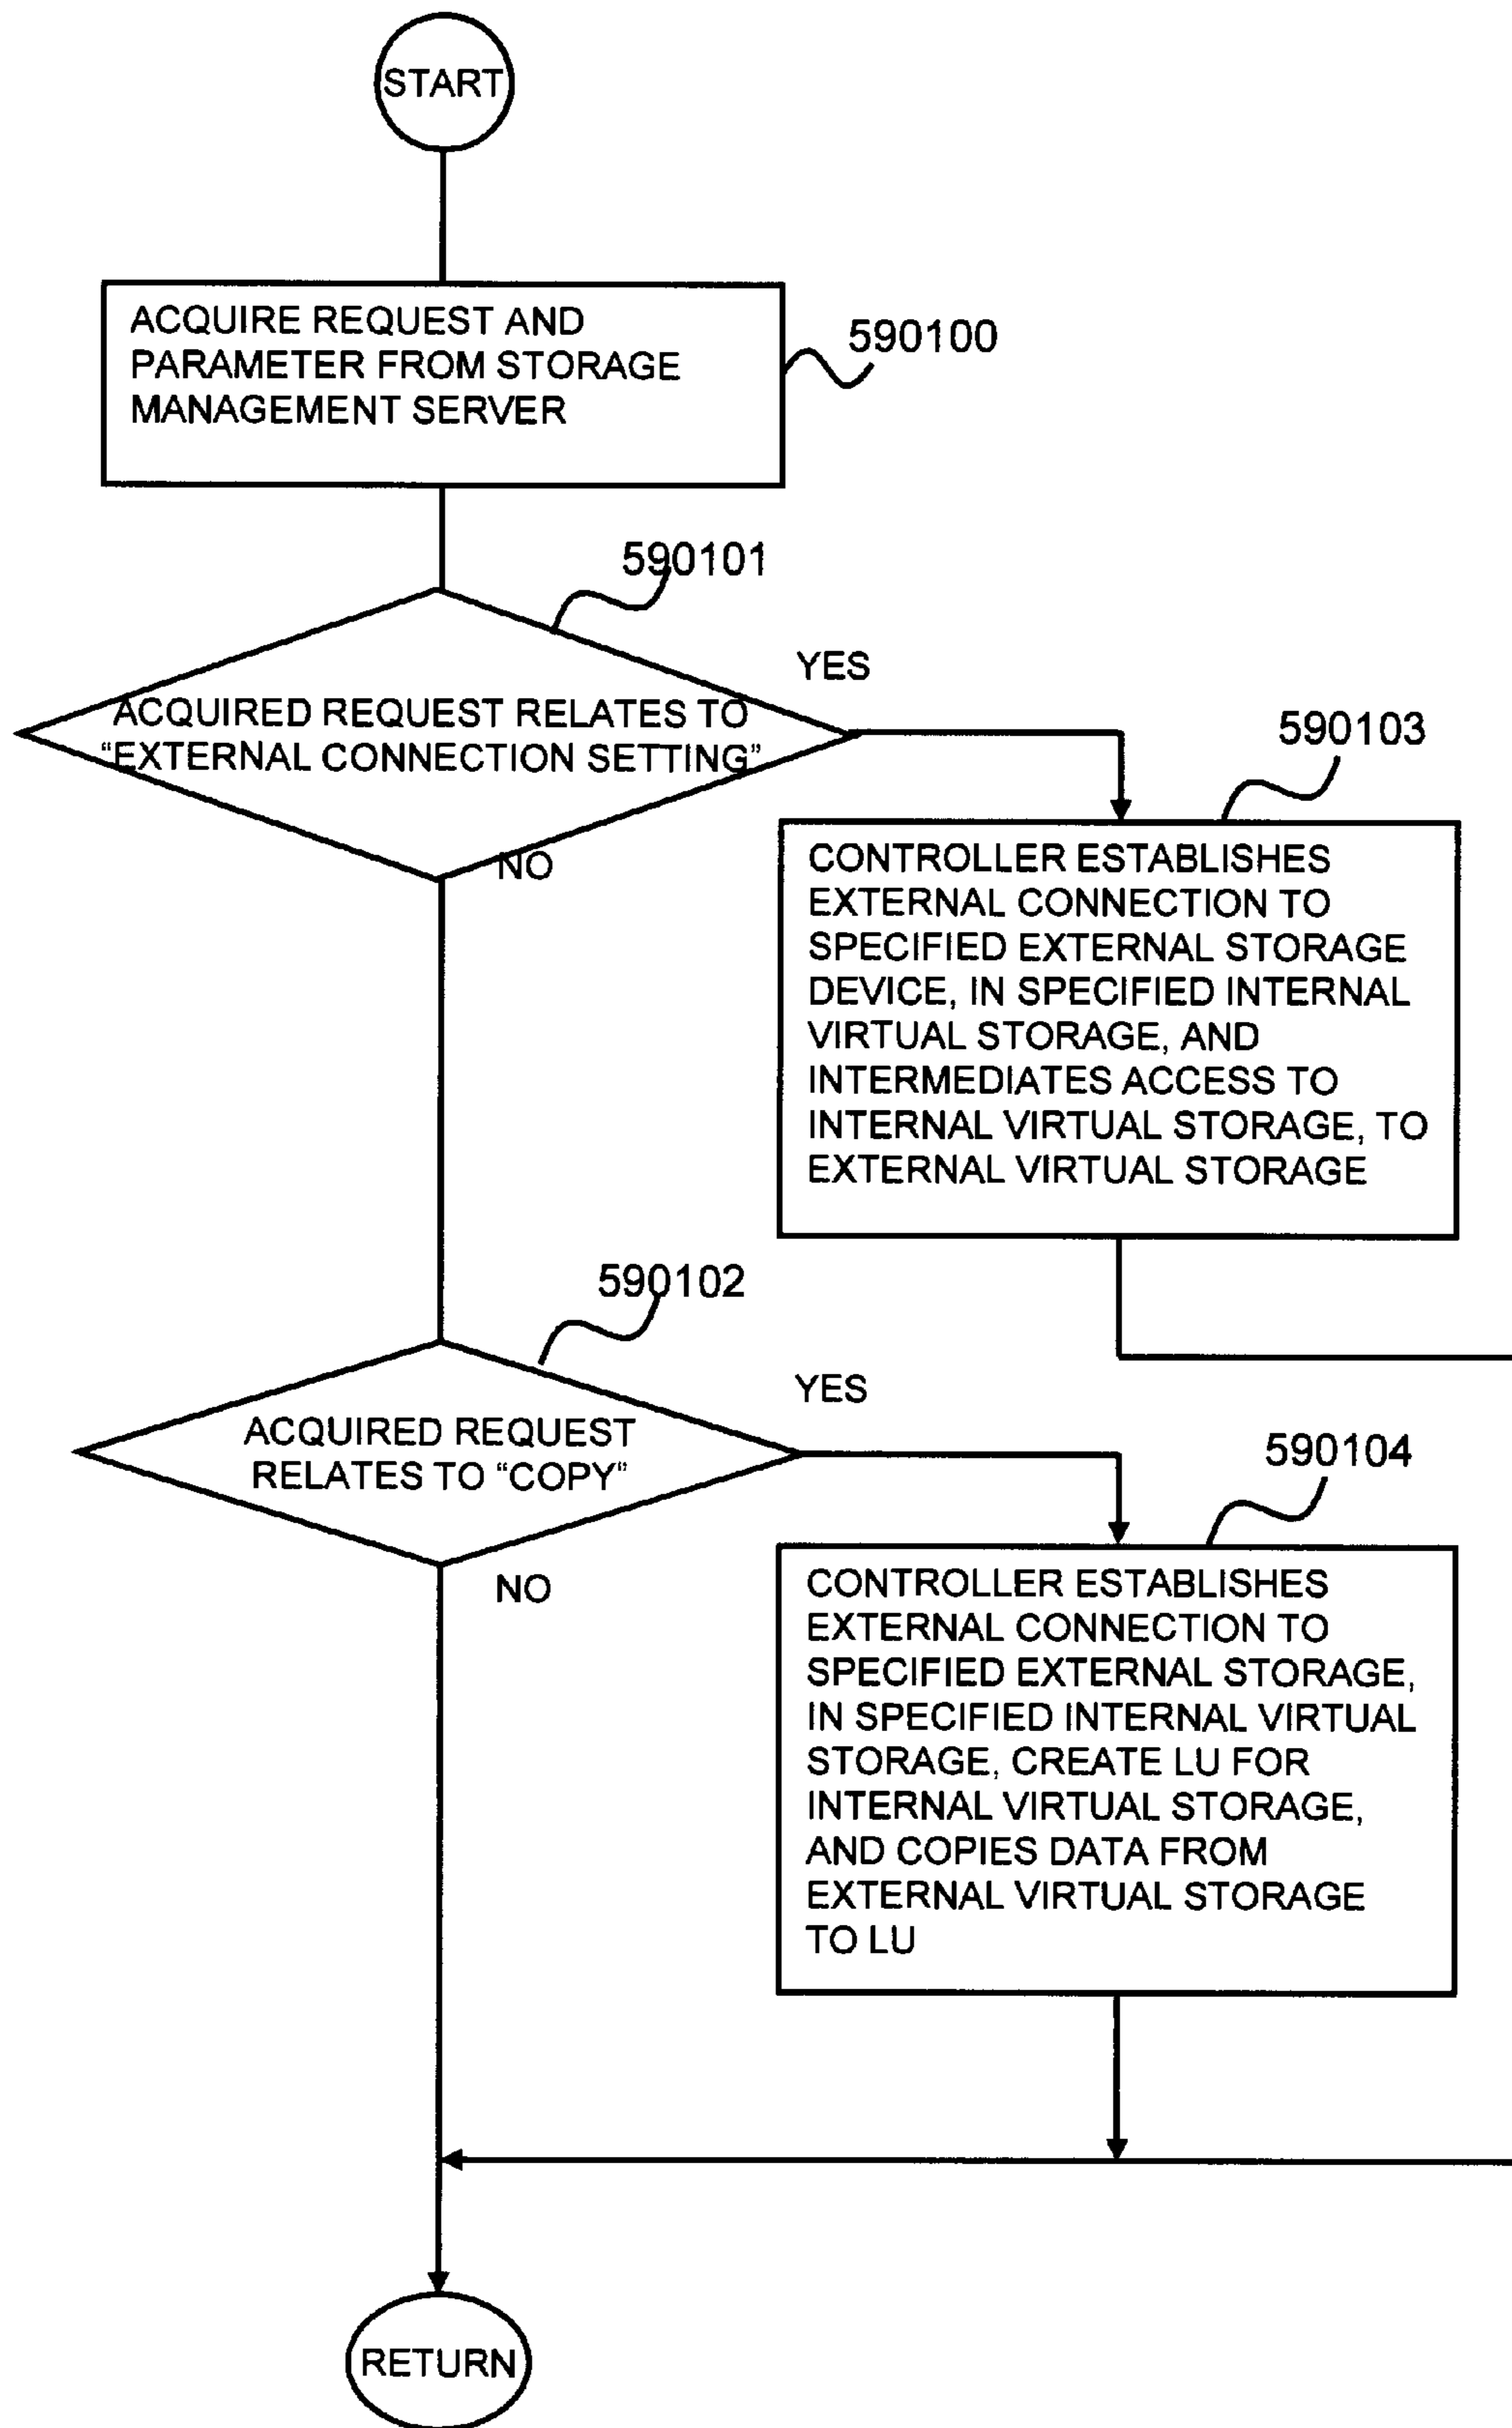 START
ACQUIRE REQUEST AND
PARAMETER FROM STORAGE
MANAGEMENT SERVER
590100
590101
YES
ACQUIRED REQUEST RELATES TO
“EXTERNAL CONNECTION SETTING”
NO
590103
CONTROLLER ESTABLISHES
EXTERNAL CONNECTION TO
SPECIFIED EXTERNAL STORAGE
DEVICE, IN SPECIFIED INTERNAL
VIRTUAL STORAGE, AND
INTERMEDIATES ACCESS TO
INTERNAL VIRTUAL STORAGE, TO
EXTERNAL VIRTUAL STORAGE
590102
YES
ACQUIRED REQUEST
RELATES TO “COPY”
NO
590104
CONTROLLER ESTABLISHES
EXTERNAL CONNECTION TO
SPECIFIED EXTERNAL STORAGE,
IN SPECIFIED INTERNAL VIRTUAL
STORAGE, CREATE LU FOR
INTERNAL VIRTUAL STORAGE,
AND COPIES DATA FROM
EXTERNAL VIRTUAL STORAGE
TO LU
RETURN